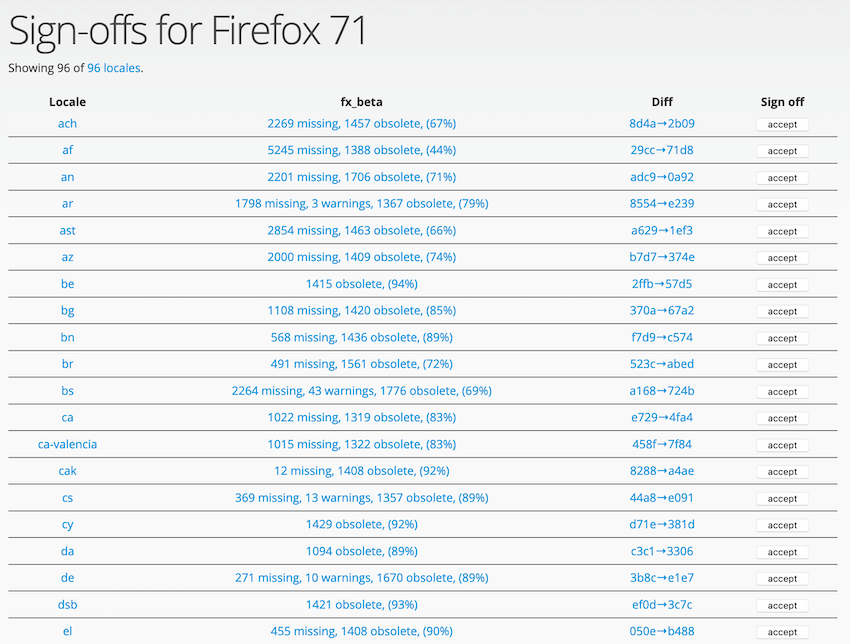 Sign-offs for Firefox 71
Showing 96 of 96 locales.
Locale fx_beta Diff Sign off
ach 2269 missing, 1457 obsolete, (67%) 8d4a→2b09 accept
af 5245 missing, 1388 obsolete, (44%) 29cc→71d8 accept
an 2201 missing, 1706 obsolete, (71%) adc9→0a92 accept
ar 1798 missing, 3 warnings, 1367 obsolete, (79%) 8554→e239 accept
ast 2854 missing, 1463 obsolete, (66%) a629→1ef3 accept
az 2000 missing, 1409 obsolete, (74%) b7d7→374e accept
be 1415 obsolete, (94%) 2ffb→57d5 accept
bg 1108 missing, 1420 obsolete, (85%) 370a→67a2 accept
bn 568 missing, 1436 obsolete, (89%) f7d9→c574 accept
br 491 missing, 1561 obsolete, (72%) 523c→abed accept
bs 2264 missing, 43 warnings, 1776 obsolete, (69%) a168→724b accept
ca 1022 missing, 1319 obsolete, (83%) e729→4fa4 accept
ca-valencia 1015 missing, 1322 obsolete, (83%) 458f→7f84 accept
cak 12 missing, 1408 obsolete, (92%) 8288→a4ae accept
cs 369 missing, 13 warnings, 1357 obsolete, (89%) 44a8→e091 accept
cy 1429 obsolete, (92%) d71e→381d accept
da 1094 obsolete, (89%) c3c1→3306 accept
de 271 missing, 10 warnings, 1670 obsolete, (89%) 3b8c→e1e7 accept
dsb 1421 obsolete, (93%) ef0d→3c7c accept
el 455 missing, 1408 obsolete, (90%) 050e→b488 accept